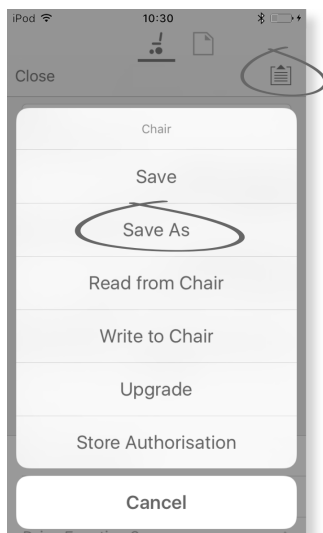 iPod 10:30
Close
Chair
Save
Save As
Read from Chair
Write to Chair
Upgrade
Store Authorisation
Cancel